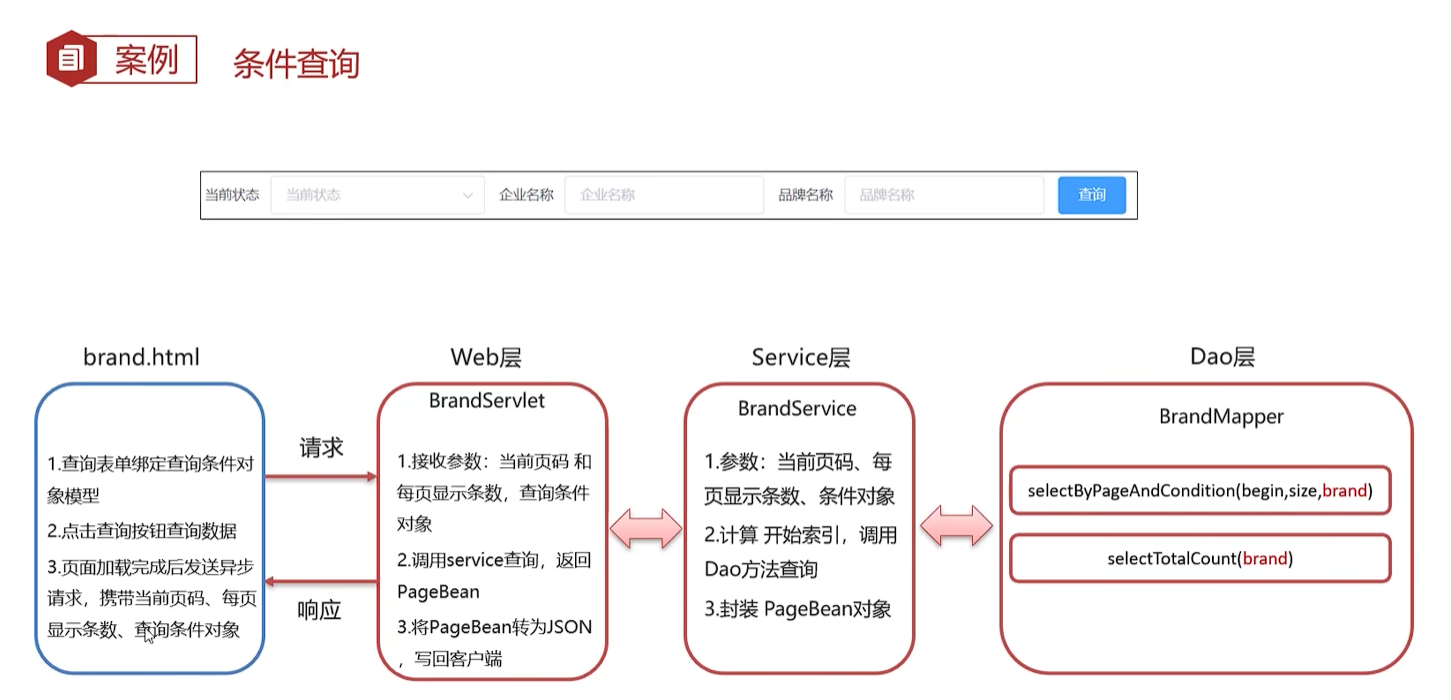 案例
条件查询
当前状态 当前状态 企业名称 企业名称 品牌名称 品牌名称 查询
brand.html
1.查询表单绑定查询条件对
象模型
2.点击查询按钮查询数据
3.页面加载完成后发送异步
请求，携带当前页码、每页
显示条数、查询条件对象
请求
响应
Web层
BrandServlet
1.接收参数：当前页码 和
每页显示条数，查询条件
对象
2.调用service查询，返回
PageBean
3.将PageBean转为JSON
，写回客户端
Service层
BrandService
1.参数：当前页码、每
页显示条数、条件对象
2.计算 开始索引，调用
Dao方法查询
3.封装 PageBean对象
Dao层
BrandMapper
selectByPageAndCondition(begin,size,brand)
selectTotalCount(brand)